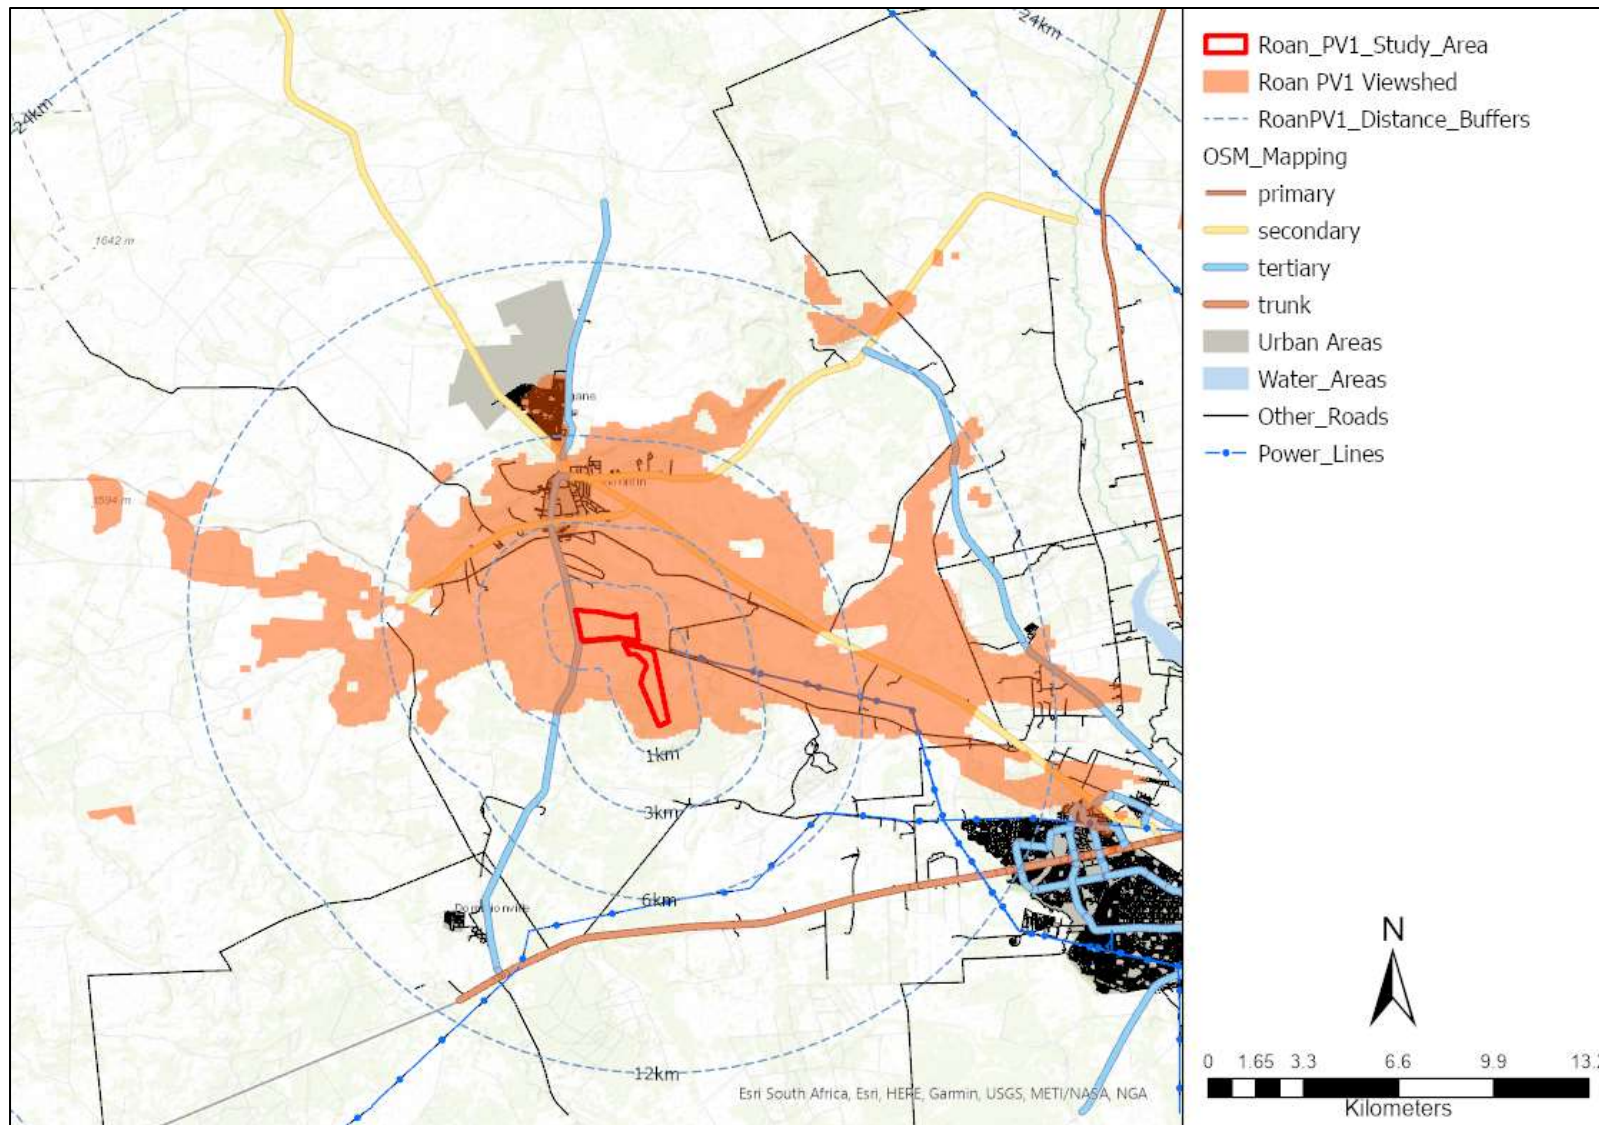 24km
24km
1642 m
1594 m
1km
3km
6km
12km
Esri South Africa, Esri, HERE, Garmin, USGS, METI/NASA, NGA
Roan_PV1_Study_Area
Roan PV1 Viewshed
RoanPV1_Distance_Buffers
OSM_Mapping
primary
secondary
tertiary
trunk
Urban Areas
Water_Areas
Other_Roads
Power_Lines
N
0 1.65 3.3 6.6 9.9 13.2
Kilometers